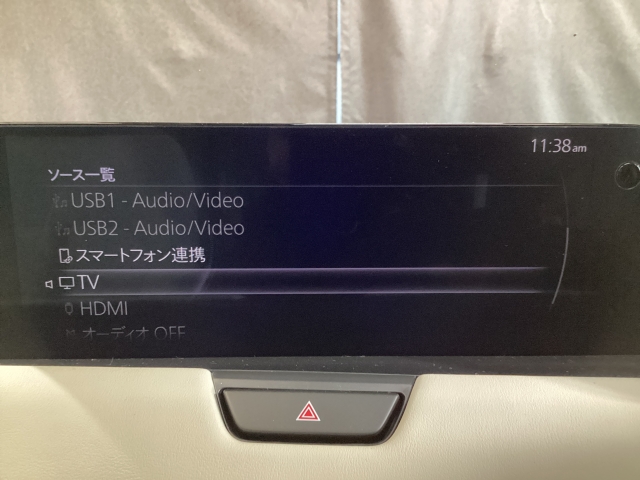 11:38am
ソース一覧
USB1 - Audio/Video
USB2 - Audio/Video
スマートフォン連携
TV
HDMI
オーディオ OFF